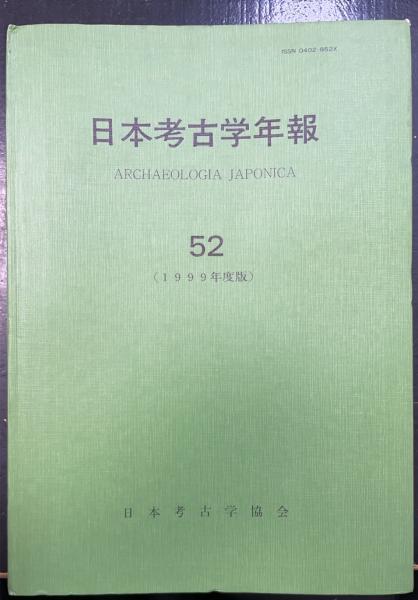 ISSN 0402-852X
日本考古学年報
ARCHAEOLOGIA JAPONICA
52
(1999年度版)
日本考古学協会